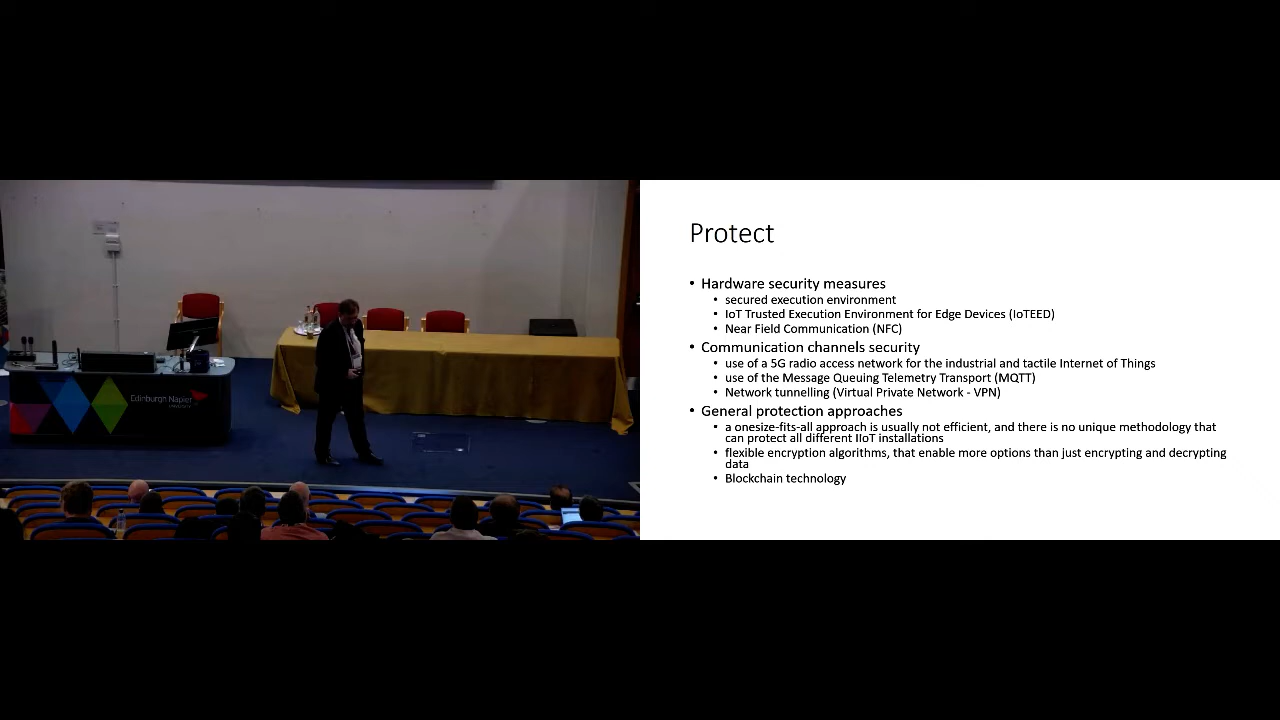 Edinburgh Napier
UNIVERSITY
Protect
• Hardware security measures
• secured execution environment
• IoT Trusted Execution Environment for Edge Devices (IoTEED)
• Near Field Communication (NFC)
• Communication channels security
• use of a 5G radio access network for the industrial and tactile Internet of Things
• use of the Message Queuing Telemetry Transport (MQTT)
• Network tunnelling (Virtual Private Network - VPN)
• General protection approaches
• a onesize-fits-all approach is usually not efficient, and there is no unique methodology that
can protect all different IIoT installations
• flexible encryption algorithms, that enable more options than just encrypting and decrypting
data
• Blockchain technology